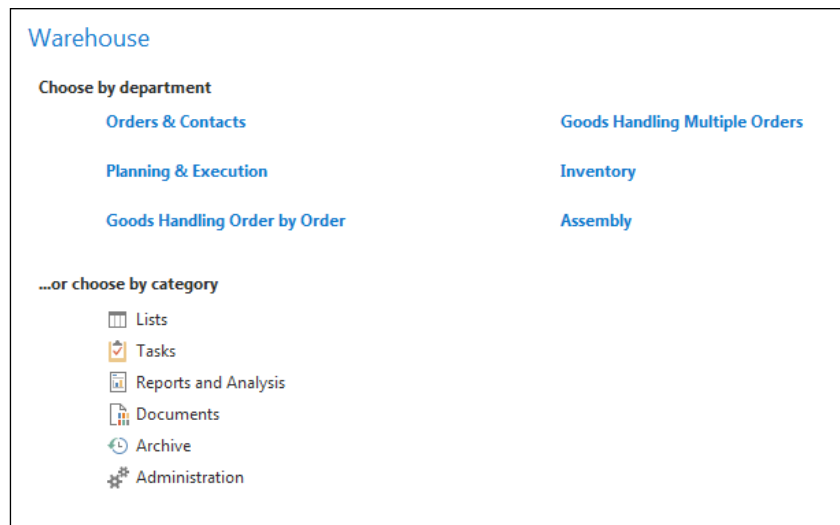 Warehouse
Choose by department
Orders & Contacts
Goods Handling Multiple Orders
Planning & Execution
Inventory
Goods Handling Order by Order
Assembly
...or choose by category
Lists
Tasks
Reports and Analysis
Documents
Archive
Administration